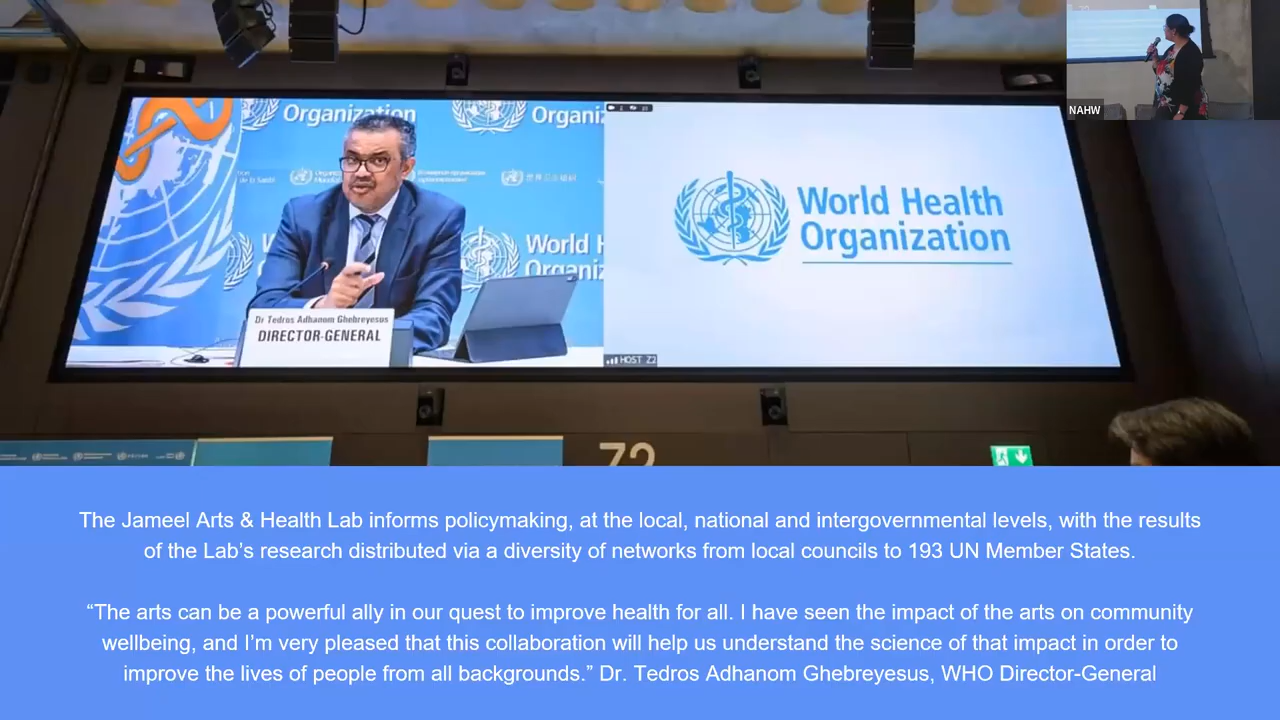 NAHW
Organization
Organi
World H
Organiz
Dr Tedros Adhanom Ghebreyesus
DIRECTOR-GENERAL
World Health
Organization
HOST Z2
The Jameel Arts & Health Lab informs policymaking, at the local, national and intergovernmental levels, with the results
of the Lab’s research distributed via a diversity of networks from local councils to 193 UN Member States.
“The arts can be a powerful ally in our quest to improve health for all. I have seen the impact of the arts on community
wellbeing, and I’m very pleased that this collaboration will help us understand the science of that impact in order to
improve the lives of people from all backgrounds.” Dr. Tedros Adhanom Ghebreyesus, WHO Director-General